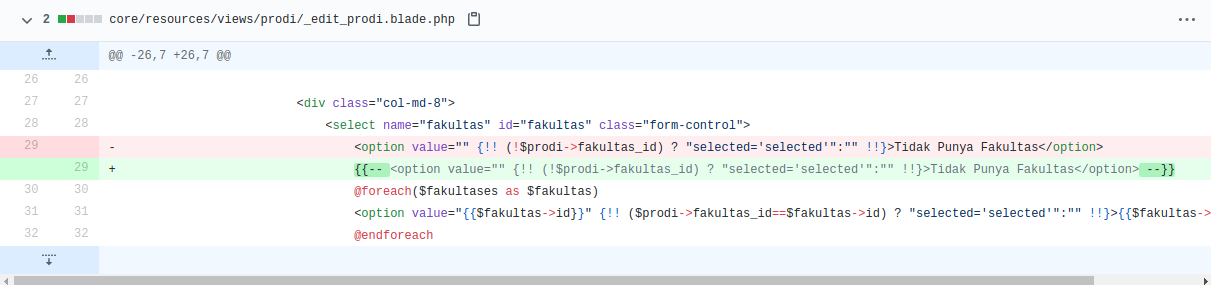 2 core/resources/views/prodi/_edit_prodi.blade.php
@@ -26,7 +26,7 @@
26 26
27 27 <div class="col-md-8">
28 28 <select name="fakultas" id="fakultas" class="form-control">
29 - <option value="" {!! (!$prodi->fakultas_id) ? "selected='selected'":"" !!}>Tidak Punya Fakultas</option>
29 + {{-- <option value="" {!! (!$prodi->fakultas_id) ? "selected='selected'":"" !!}>Tidak Punya Fakultas</option> --}}
30 30 @foreach($fakultases as $fakultas)
31 31 <option value="{{$fakultas->id}}" {!! ($prodi->fakultas_id==$fakultas->id) ? "selected='selected'":"" !!}>{{$fakultas->
32 32 @endforeach